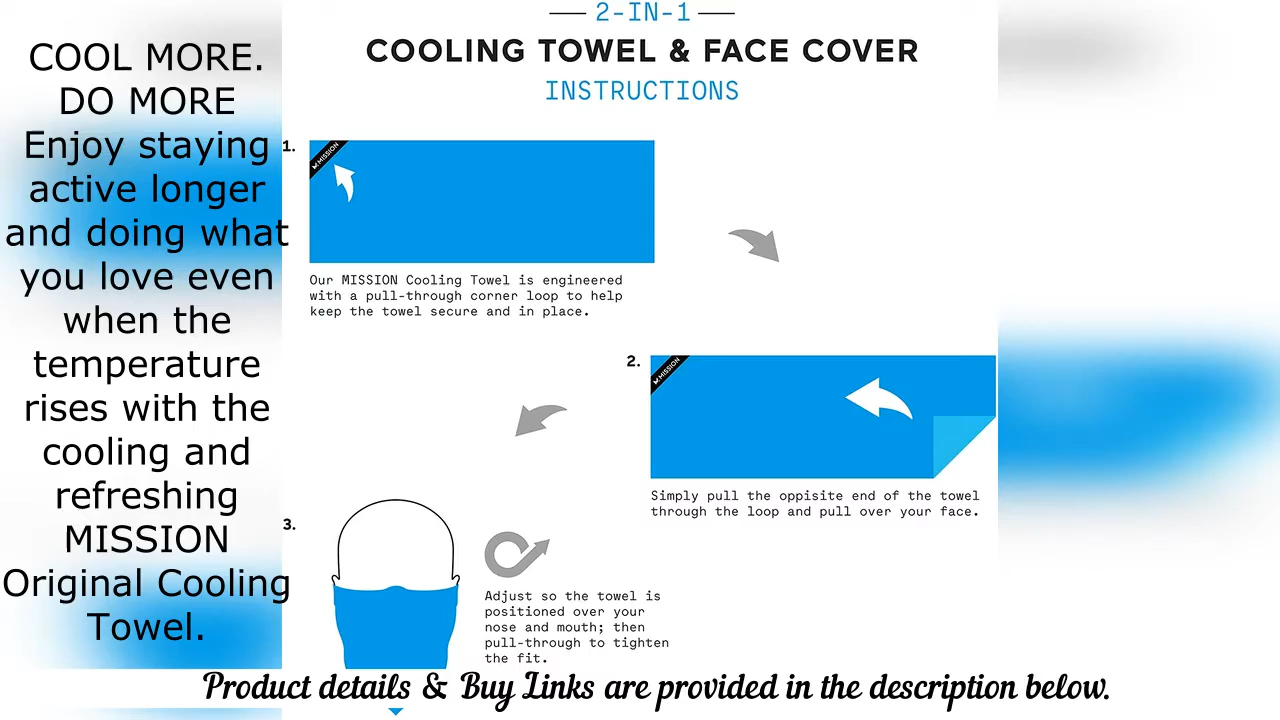 COOL MORE.
DO MORE
Enjoy staying
active longer
and doing what
you love even
when the
temperature
rises with the
cooling and
refreshing
MISSION
Original Cooling
Towel.
2-IN-1
COOLING TOWEL & FACE COVER
INSTRUCTIONS
1.
MISSION
Our MISSION Cooling Towel is engineered
with a pull-through corner loop to help
keep the towel secure and in place.
2.
MISSION
Simply pull the oppisite end of the towel
through the loop and pull over your face.
3.
Adjust so the towel is
positioned over your
nose and mouth; then
pull-through to tighten
the fit.
Product details & Buy Links are provided in the description below.